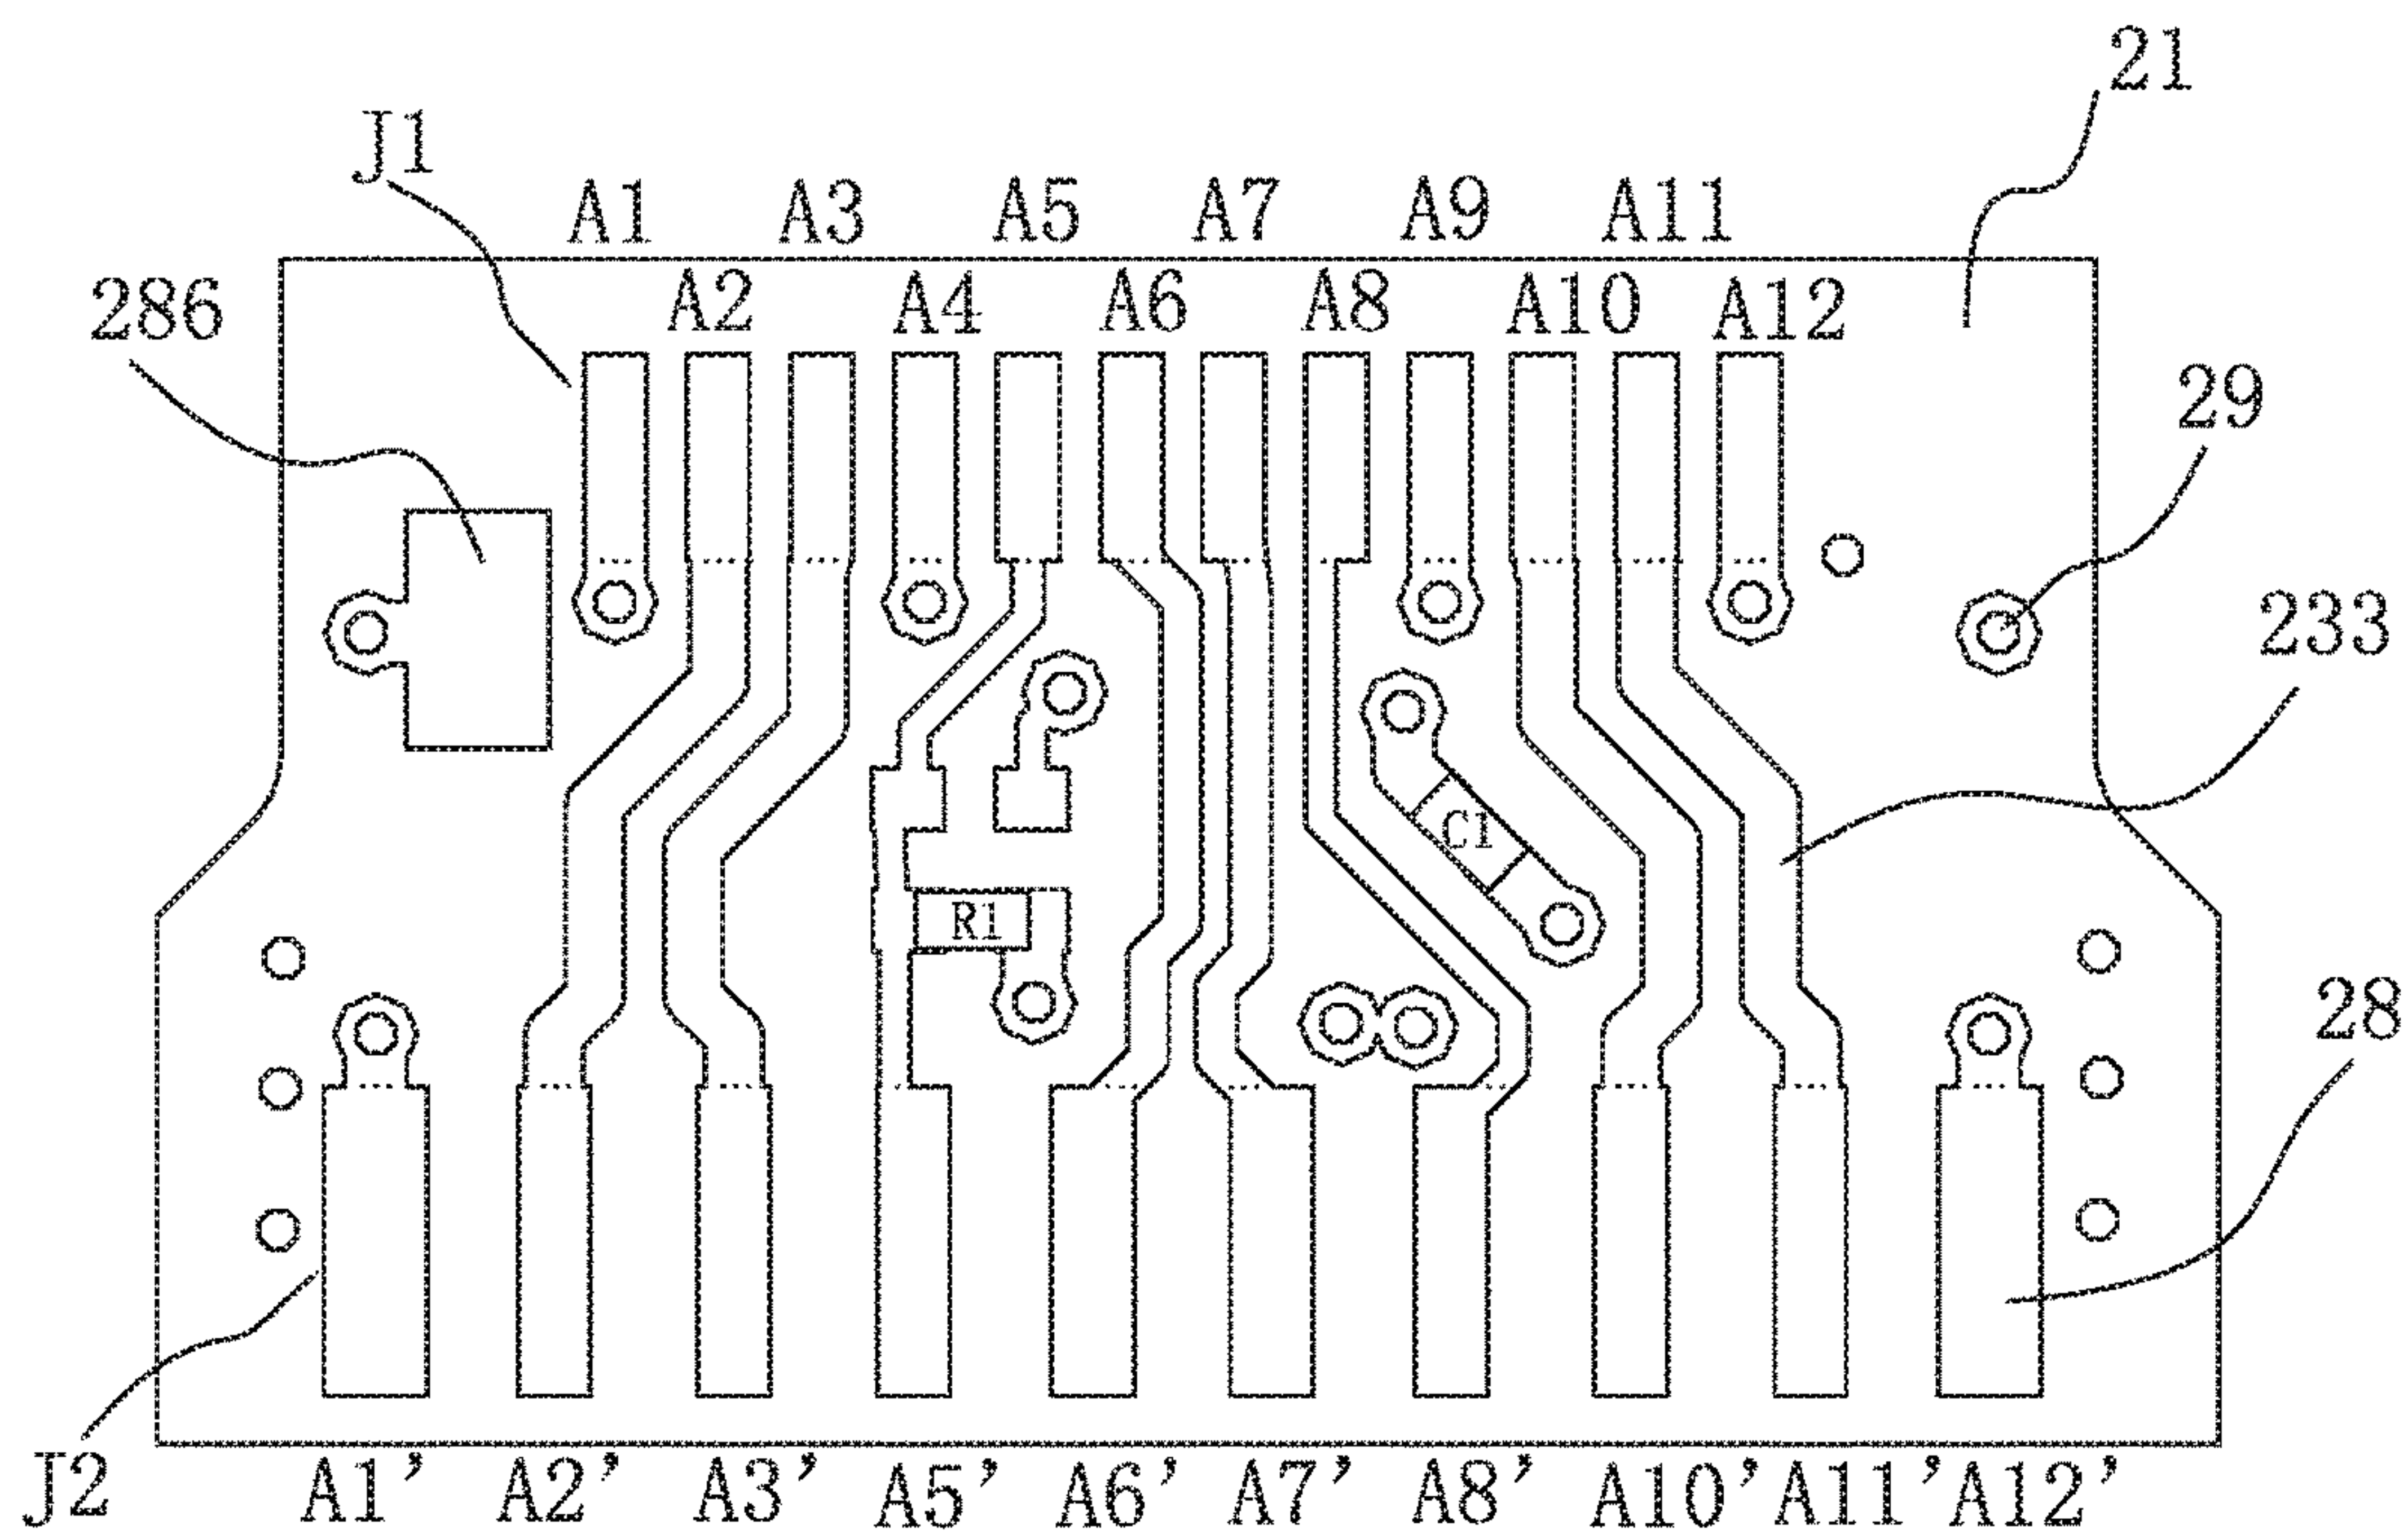 21
J1
A1 A3 A5 A7 A9 A11
286 A2 A4 A6 A8 A10 A12
29
233
C1
R1
28
J2 A1' A2' A3' A5' A6' A7' A8' A10' A11' A12'